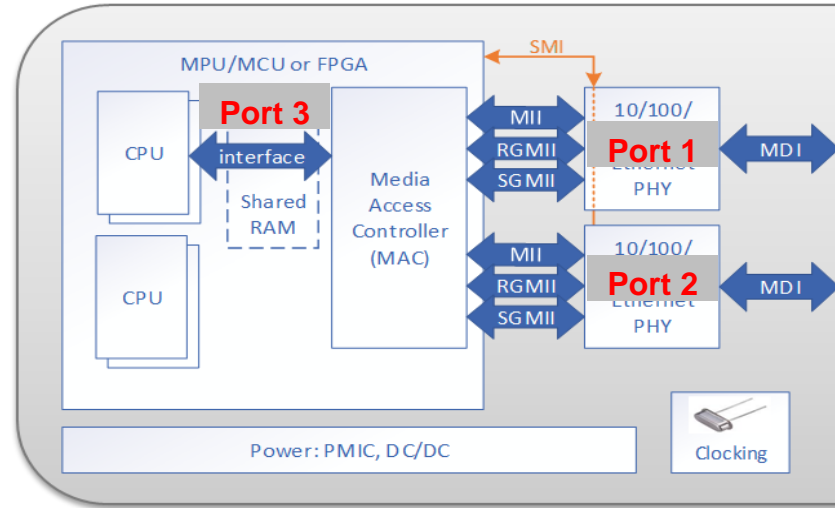 SMI
MPU/MCU or FPGA
Port 3
CPU
interface
Shared
RAM
Media
Access
Controller
(MAC)
CPU
MII
RGMII
SGMII
10/100/
Port 1
Ethernet
PHY
MDI
MII
RGMII
SGMII
10/100/
Port 2
Ethernet
PHY
MDI
Power: PMIC, DC/DC
Clocking